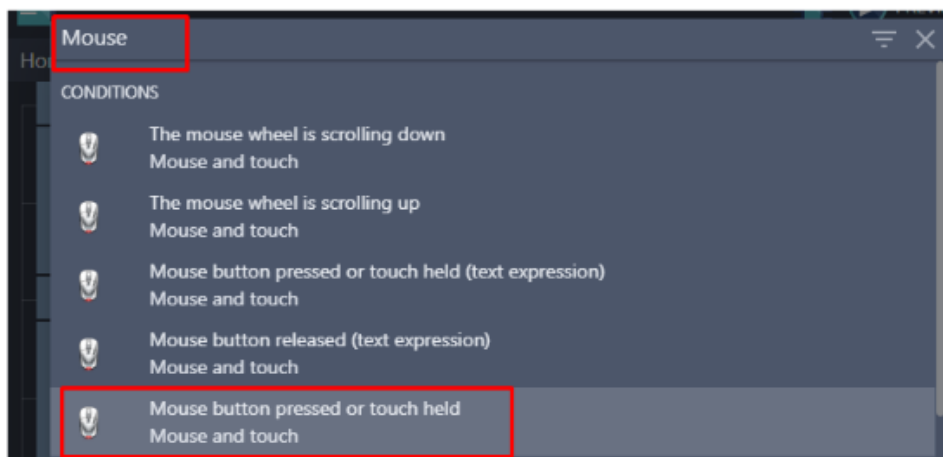 Mouse
CONDITIONS
The mouse wheel is scrolling down
Mouse and touch
The mouse wheel is scrolling up
Mouse and touch
Mouse button pressed or touch held (text expression)
Mouse and touch
Mouse button released (text expression)
Mouse and touch
Mouse button pressed or touch held
Mouse and touch